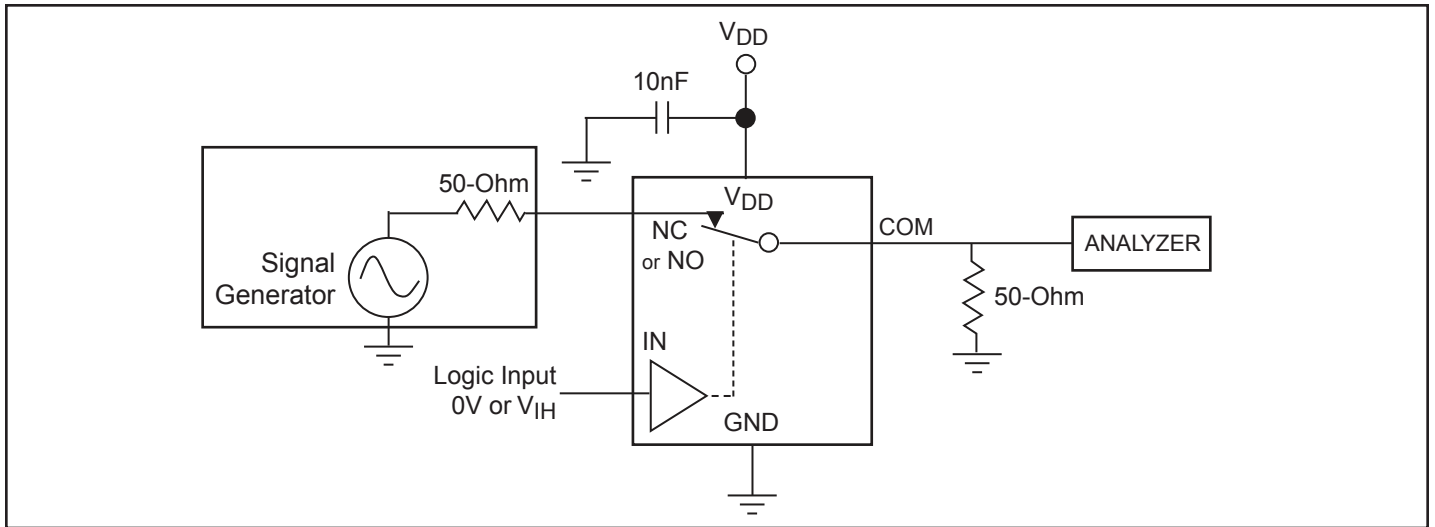 VDD
10nF
50-Ohm
VDD
NC
or NO
COM
ANALYZER
Signal
Generator
50-Ohm
IN
Logic Input
0V or VIH
GND